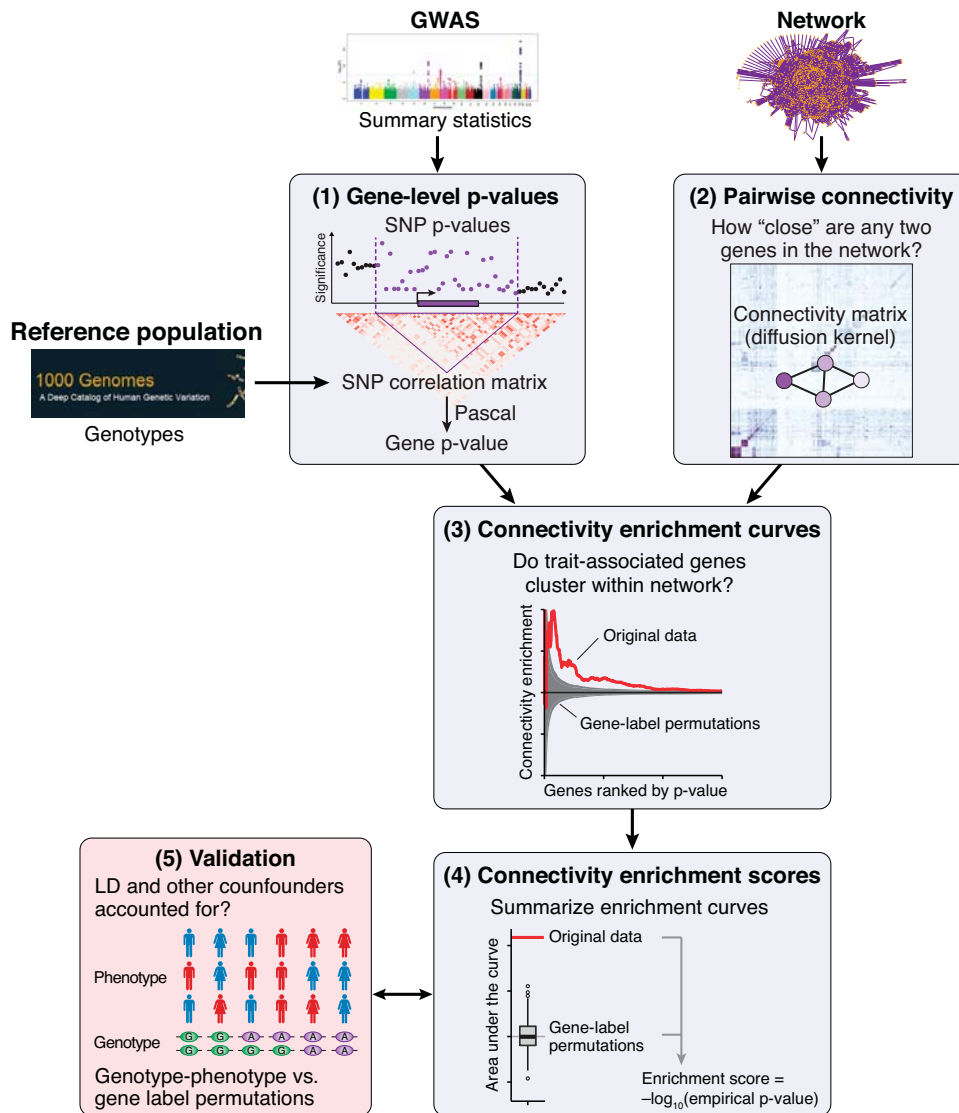 GWAS
Summary statistics
Network
(1) Gene-level p-values
SNP p-values
Significance
SNP correlation matrix
Pascal
Gene p-value
Reference population
1000 Genomes
A Deep Catalog of Human Genetic Variation
Genotypes
(2) Pairwise connectivity
How “close” are any two
genes in the network?
Connectivity matrix
(diffusion kernel)
(3) Connectivity enrichment curves
Do trait-associated genes
cluster within network?
Connectivity enrichment
Original data
Gene-label permutations
Genes ranked by p-value
(4) Connectivity enrichment scores
Summarize enrichment curves
Area under the curve
Original data
Gene-label
permutations
Enrichment score =
–log10(empirical p-value)
(5) Validation
LD and other counfounders
accounted for?
Phenotype
Genotype
G G A A A A
G G G G A A
Genotype-phenotype vs.
gene label permutations